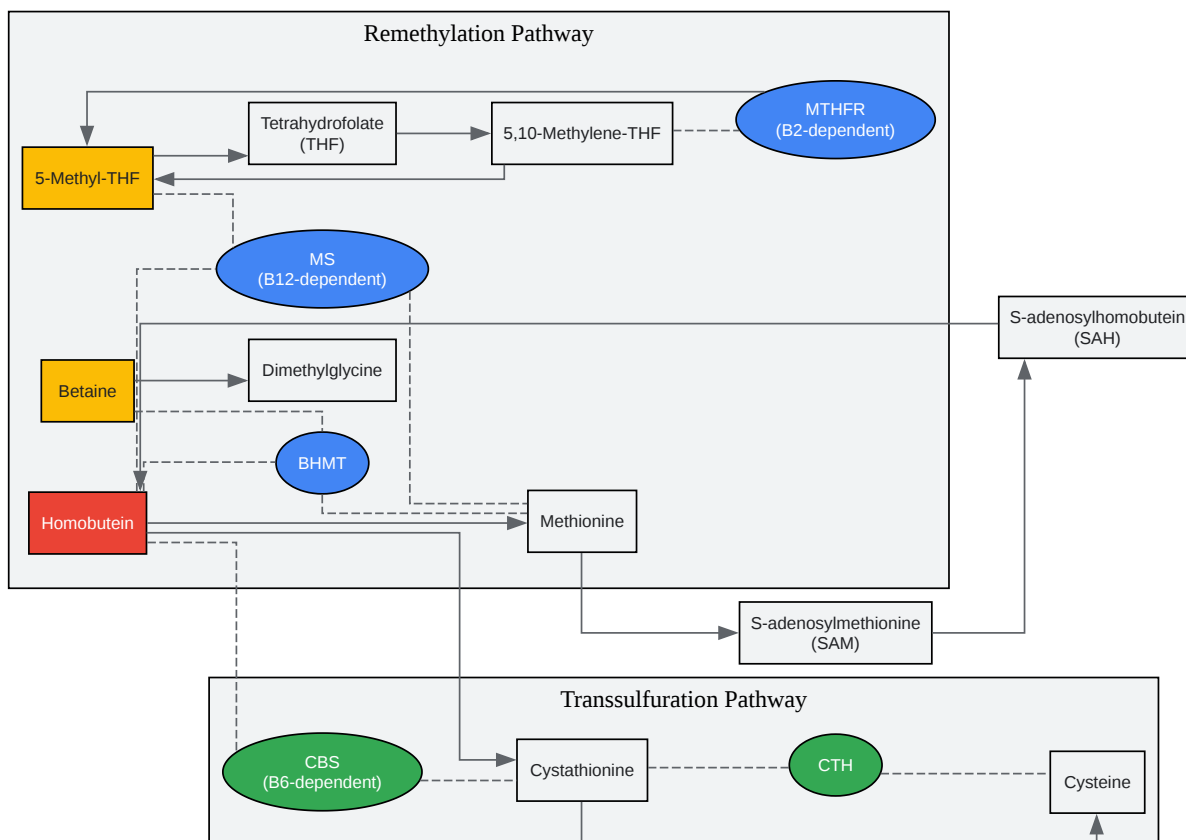 Remethylation Pathway
MTHFR
(B2-dependent)
Tetrahydrofolate
(THF)
5,10-Methylene-THF
5-Methyl-THF
MS
(B12-dependent)
S-adenosylhomobutein
(SAH)
Dimethylglycine
Betaine
BHMT
Homobutein
Methionine
S-adenosylmethionine
(SAM)
Transsulfuration Pathway
CBS
(B6-dependent)
Cystathionine
CTH
Cysteine